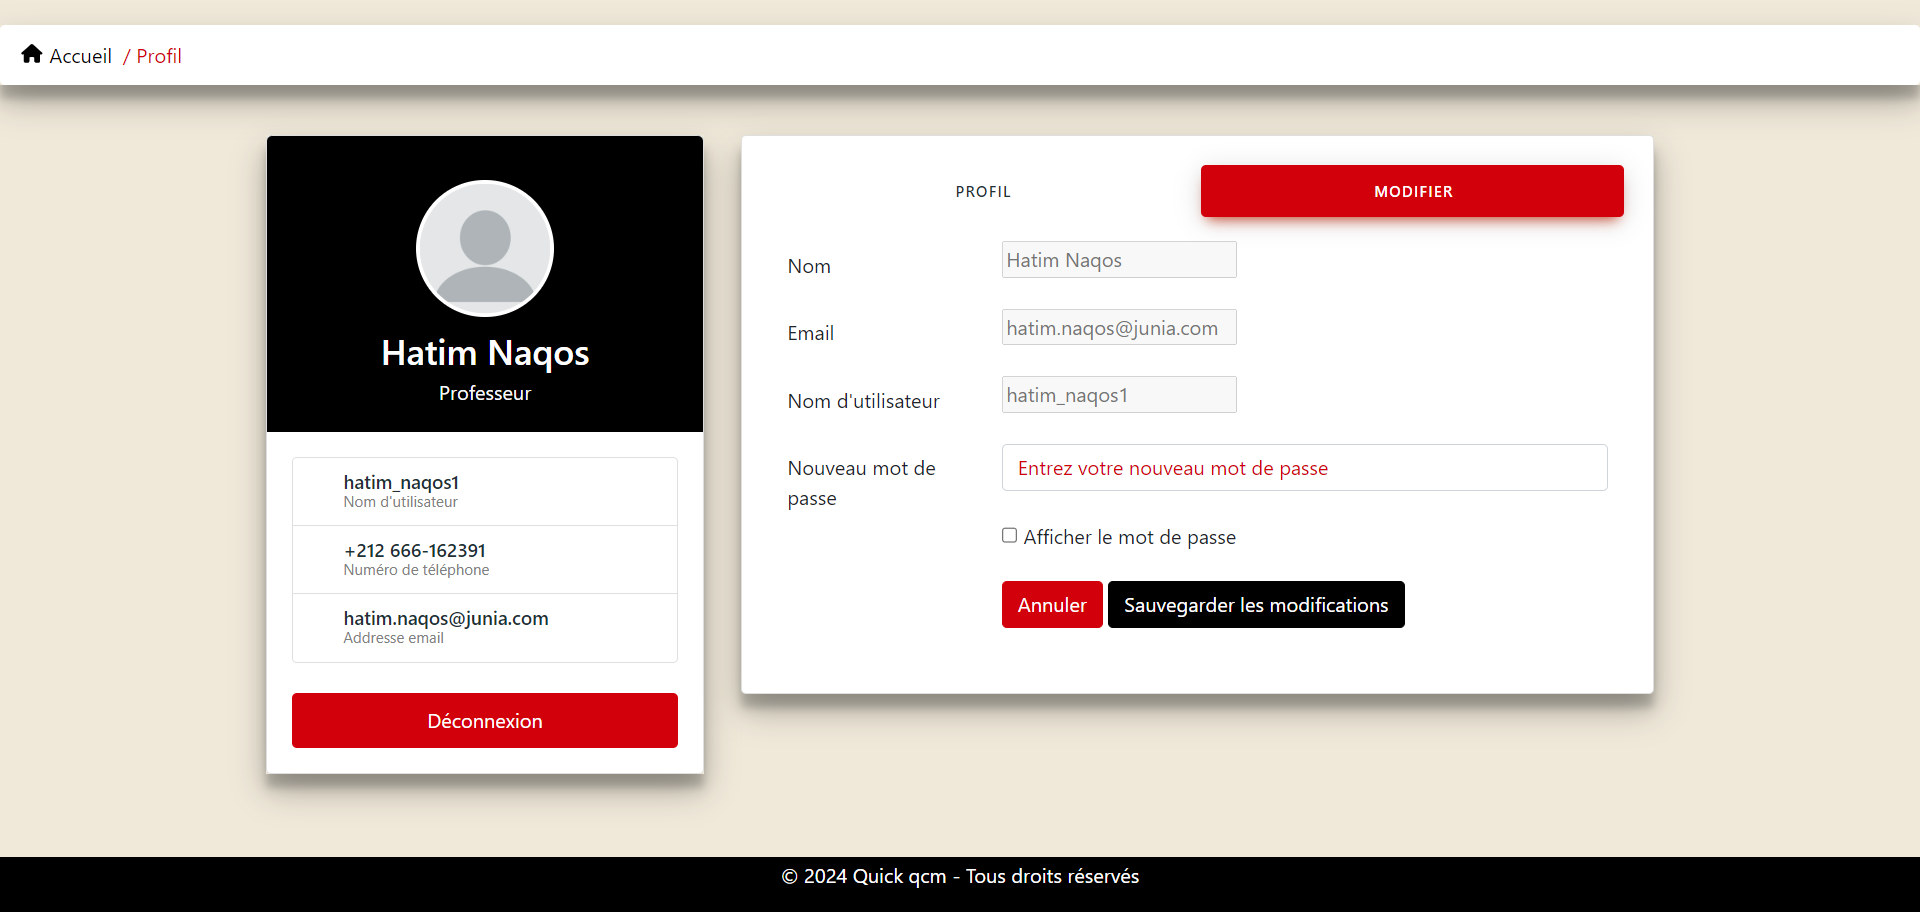 Accueil / Profil
Hatim Naqos
Professeur
hatim_naqos1
Nom d'utilisateur
+212 666-162391
Numéro de téléphone
hatim.naqos@junia.com
Addresse email
Déconnexion
PROFIL
MODIFIER
Nom
Hatim Naqos
Email
hatim.naqos@junia.com
Nom d'utilisateur
hatim_naqos1
Nouveau mot de
passe
Entrez votre nouveau mot de passe
Afficher le mot de passe
Annuler
Sauvegarder les modifications
© 2024 Quick qcm - Tous droits réservés